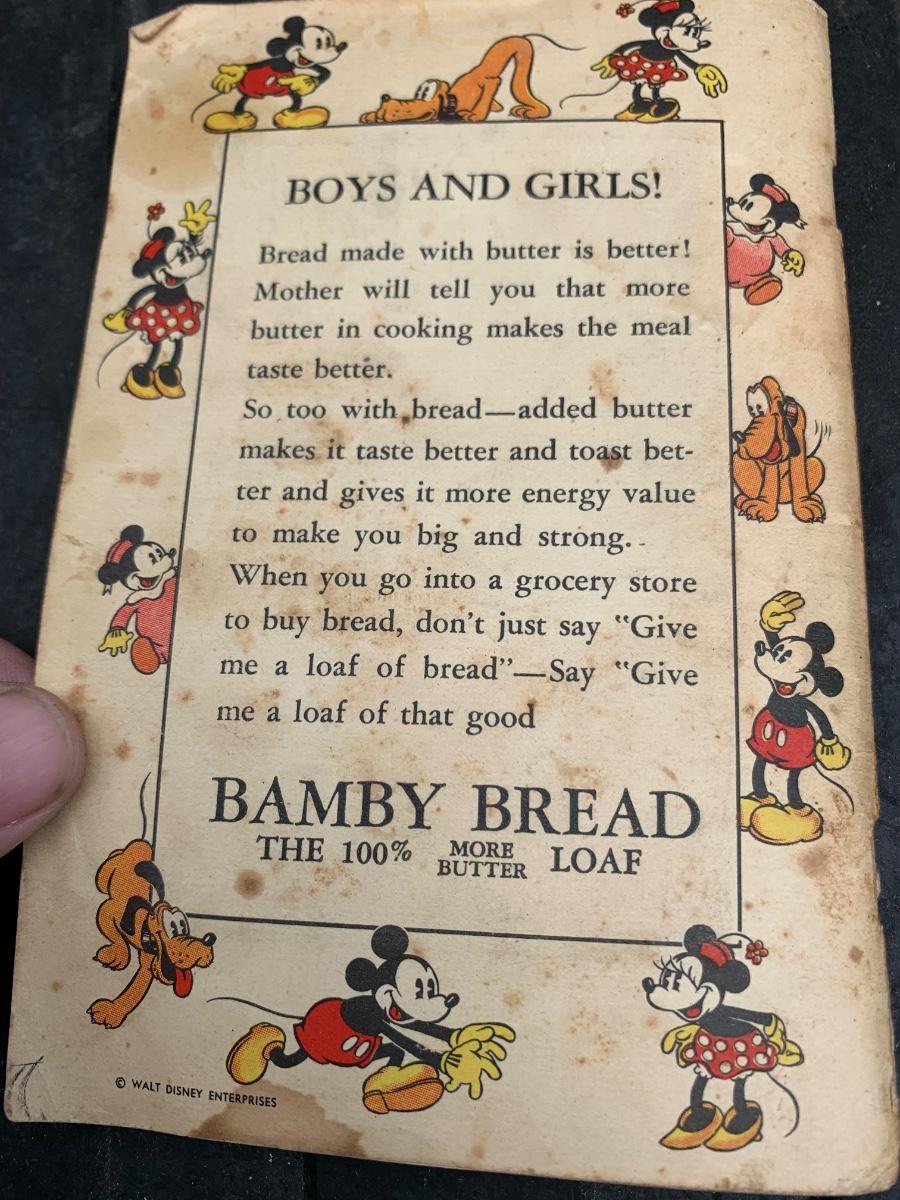 BOYS AND GIRLS!
Bread made with butter is better!
Mother will tell you that more
butter in cooking makes the meal
taste better.
So too with bread—added butter
makes it taste better and toast bet-
ter and gives it more energy value
to make you big and strong.
When you go into a grocery store
to buy bread, don't just say "Give
me a loaf of bread"—Say "Give
me a loaf of that good
BAMBY BREAD
THE 100% MORE BUTTER LOAF
© WALT DISNEY ENTERPRISES